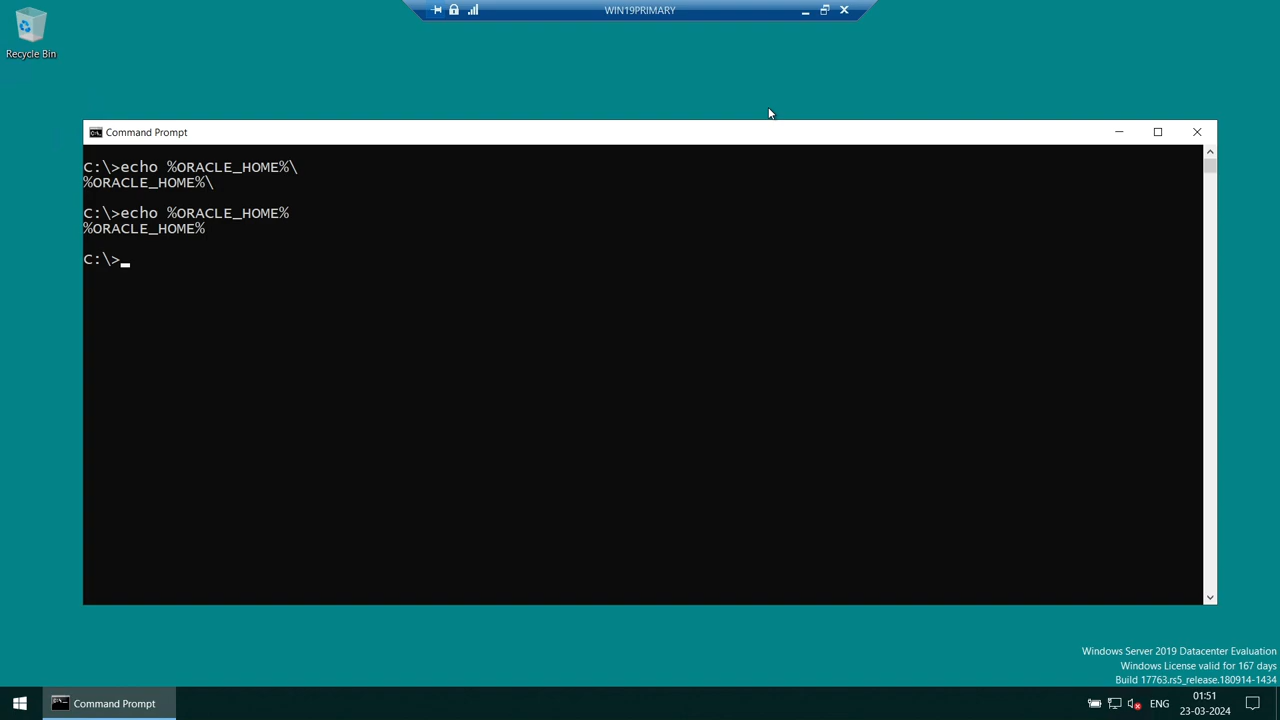 WIN19PRIMARY
Recycle Bin
Command Prompt
C:\>echo %ORACLE_HOME%\
%ORACLE_HOME%\
C:\>echo %ORACLE_HOME%
%ORACLE_HOME%
C:\>
Windows Server 2019 Datacenter Evaluation
Windows License valid for 167 days
Build 17763.rs5_release.180914-1434
Command Prompt
ENG
01:51
23-03-2024